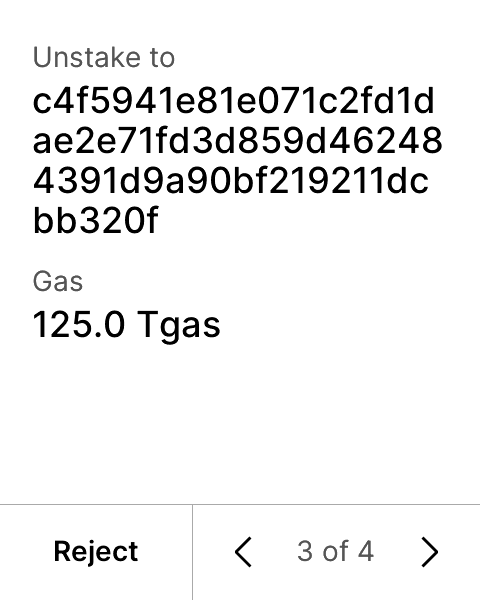 Unstake to
c4f5941e81e071c2fd1d
ae2e71fd3d859d46248
4391d9a90bf219211dc
bb320f
Gas
125.0 Tgas
Reject
3 of 4